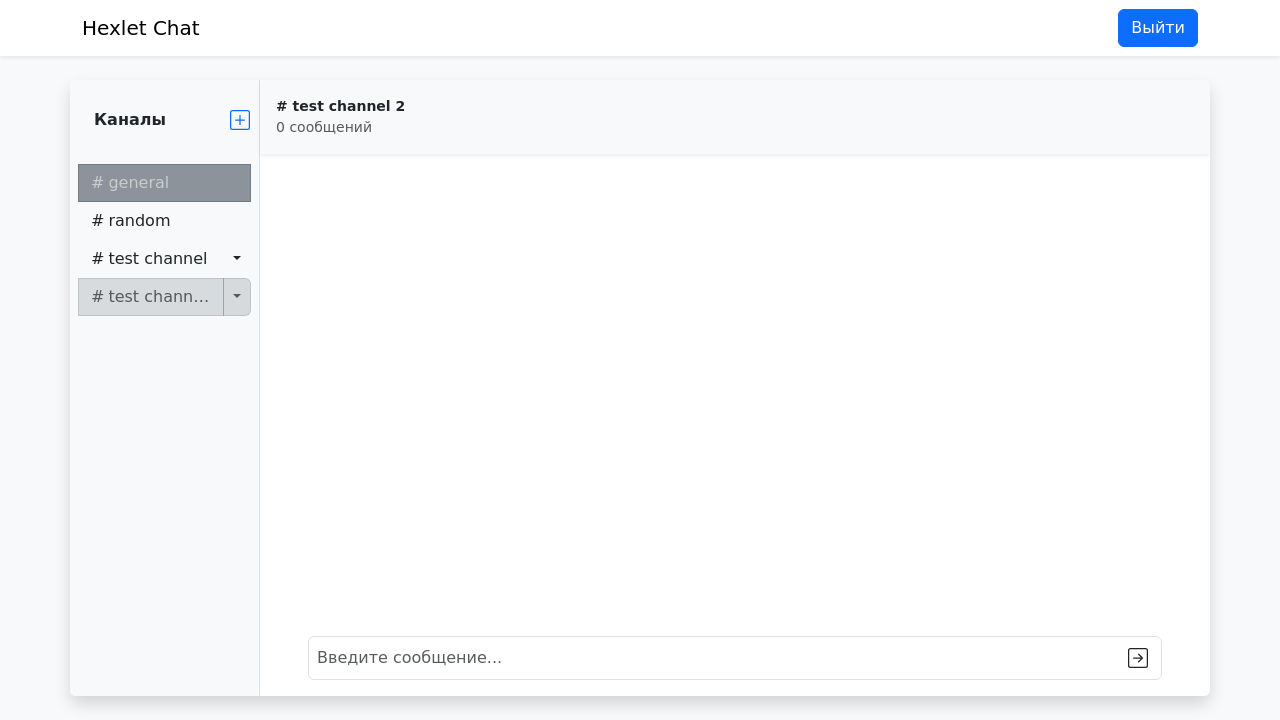 Hexlet Chat
Выйти
Каналы
# general
# random
# test channel
# test chann…
# test channel 2
0 сообщений
Введите сообщение...